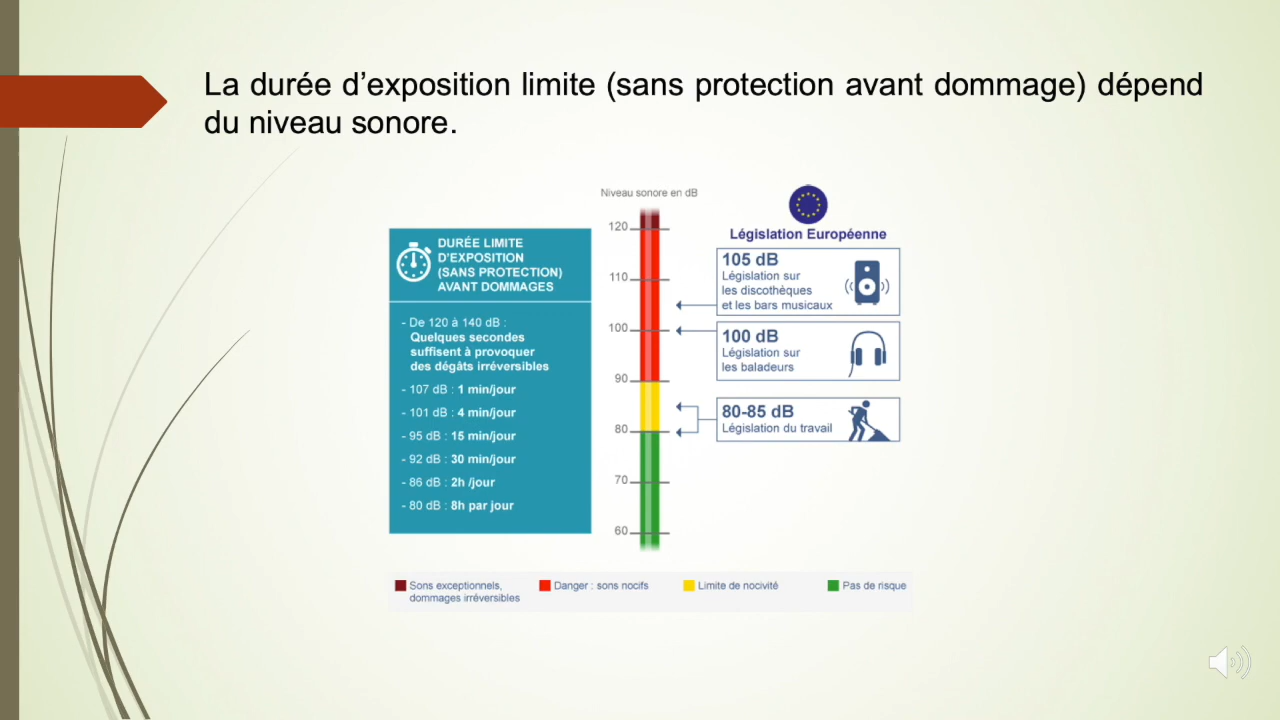 La durée d’exposition limite (sans protection avant dommage) dépend
du niveau sonore.
Niveau sonore en dB
DURÉE LIMITE
D'EXPOSITION
(SANS PROTECTION)
AVANT DOMMAGES
- De 120 à 140 dB :
Quelques secondes
suffisent à provoquer
des dégâts irréversibles
- 107 dB : 1 min/jour
- 101 dB : 4 min/jour
- 95 dB : 15 min/jour
- 92 dB : 30 min/jour
- 86 dB : 2h /jour
- 80 dB : 8h par jour
120
110
100
90
80
70
60
Législation Européenne
105 dB
Législation sur
les discothèques
et les bars musicaux
100 dB
Législation sur
les baladeurs
80-85 dB
Législation du travail
Sons exceptionnels,
dommages irréversibles
Danger : sons nocifs
Limite de nocivité
Pas de risque